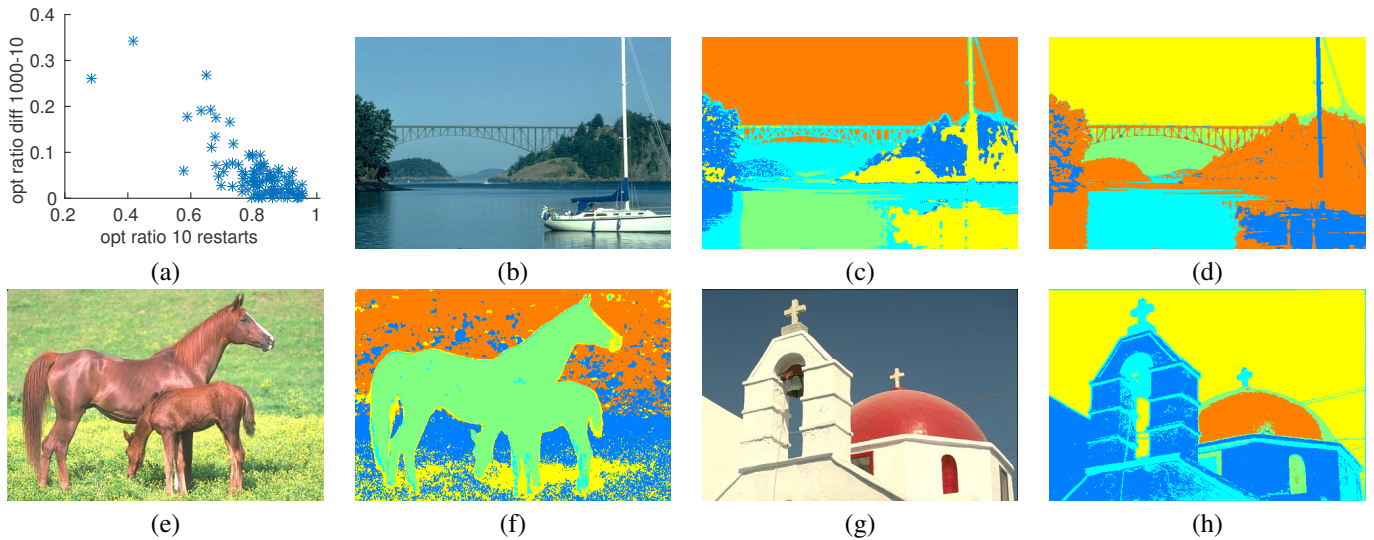 0.4
0.3
0.2
0.1
0
0.2
0.4
0.6
0.8
1
opt ratio diff 1000-10
opt ratio 10 restarts
(a)
(b)
(c)
(d)
(e)
(f)
(g)
(h)